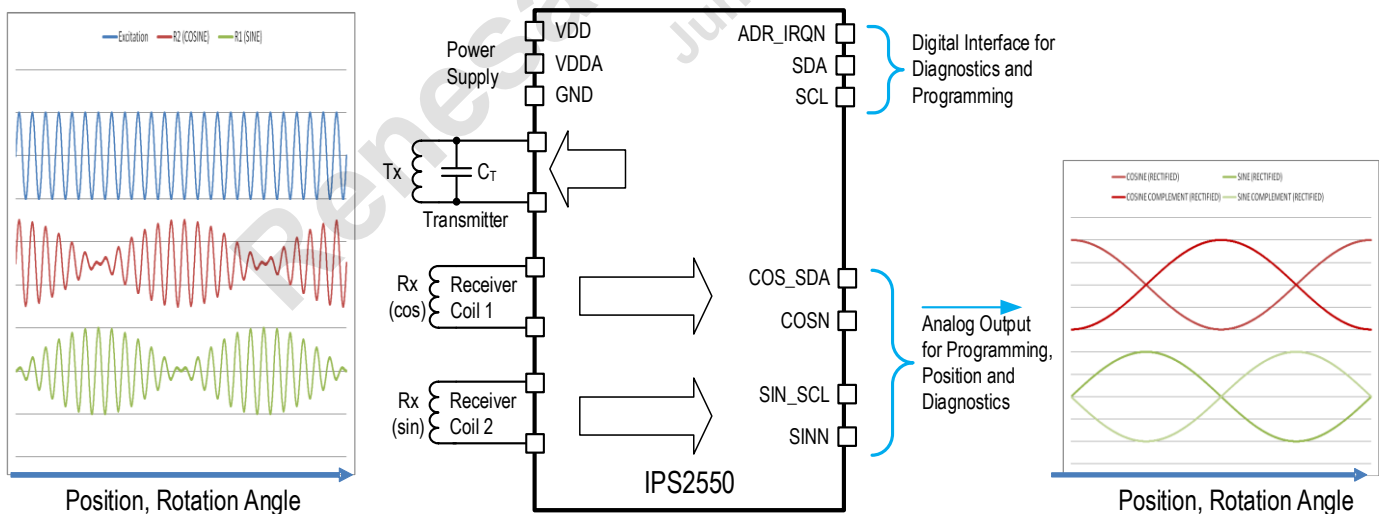 Excitation R2 (COSINE) R1 (SINE)
Position, Rotation Angle
Power
Supply
VDD
VDDA
GND
Tx
CT
Transmitter
Rx
(cos)
Receiver
Coil 1
Rx
(sin)
Receiver
Coil 2
ADR_IRQN
SDA
SCL
Digital Interface for
Diagnostics and
Programming
COS_SDA
COSN
SIN_SCL
SINN
Analog Output
for Programming,
Position and
Diagnostics
IPS2550
COSINE (RECTIFIED) SINE (RECTIFIED)
COSINE COMPLEMENT (RECTIFIED) SINE COMPLEMENT (RECTIFIED)
Position, Rotation Angle
Renesa
Jun